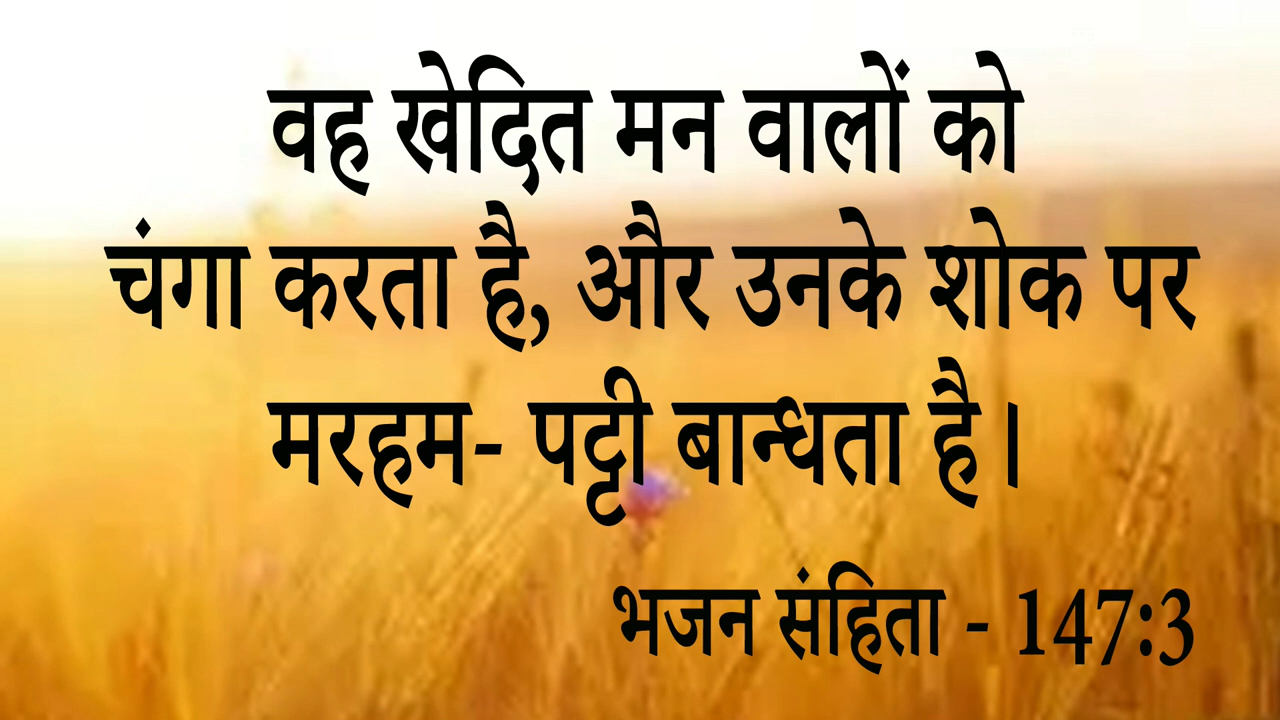 वह खेदित मन वालों को
चंगा करता है, और उनके शोक पर
मरहम- पट्टी बान्धता है।
भजन संहिता - 147:3